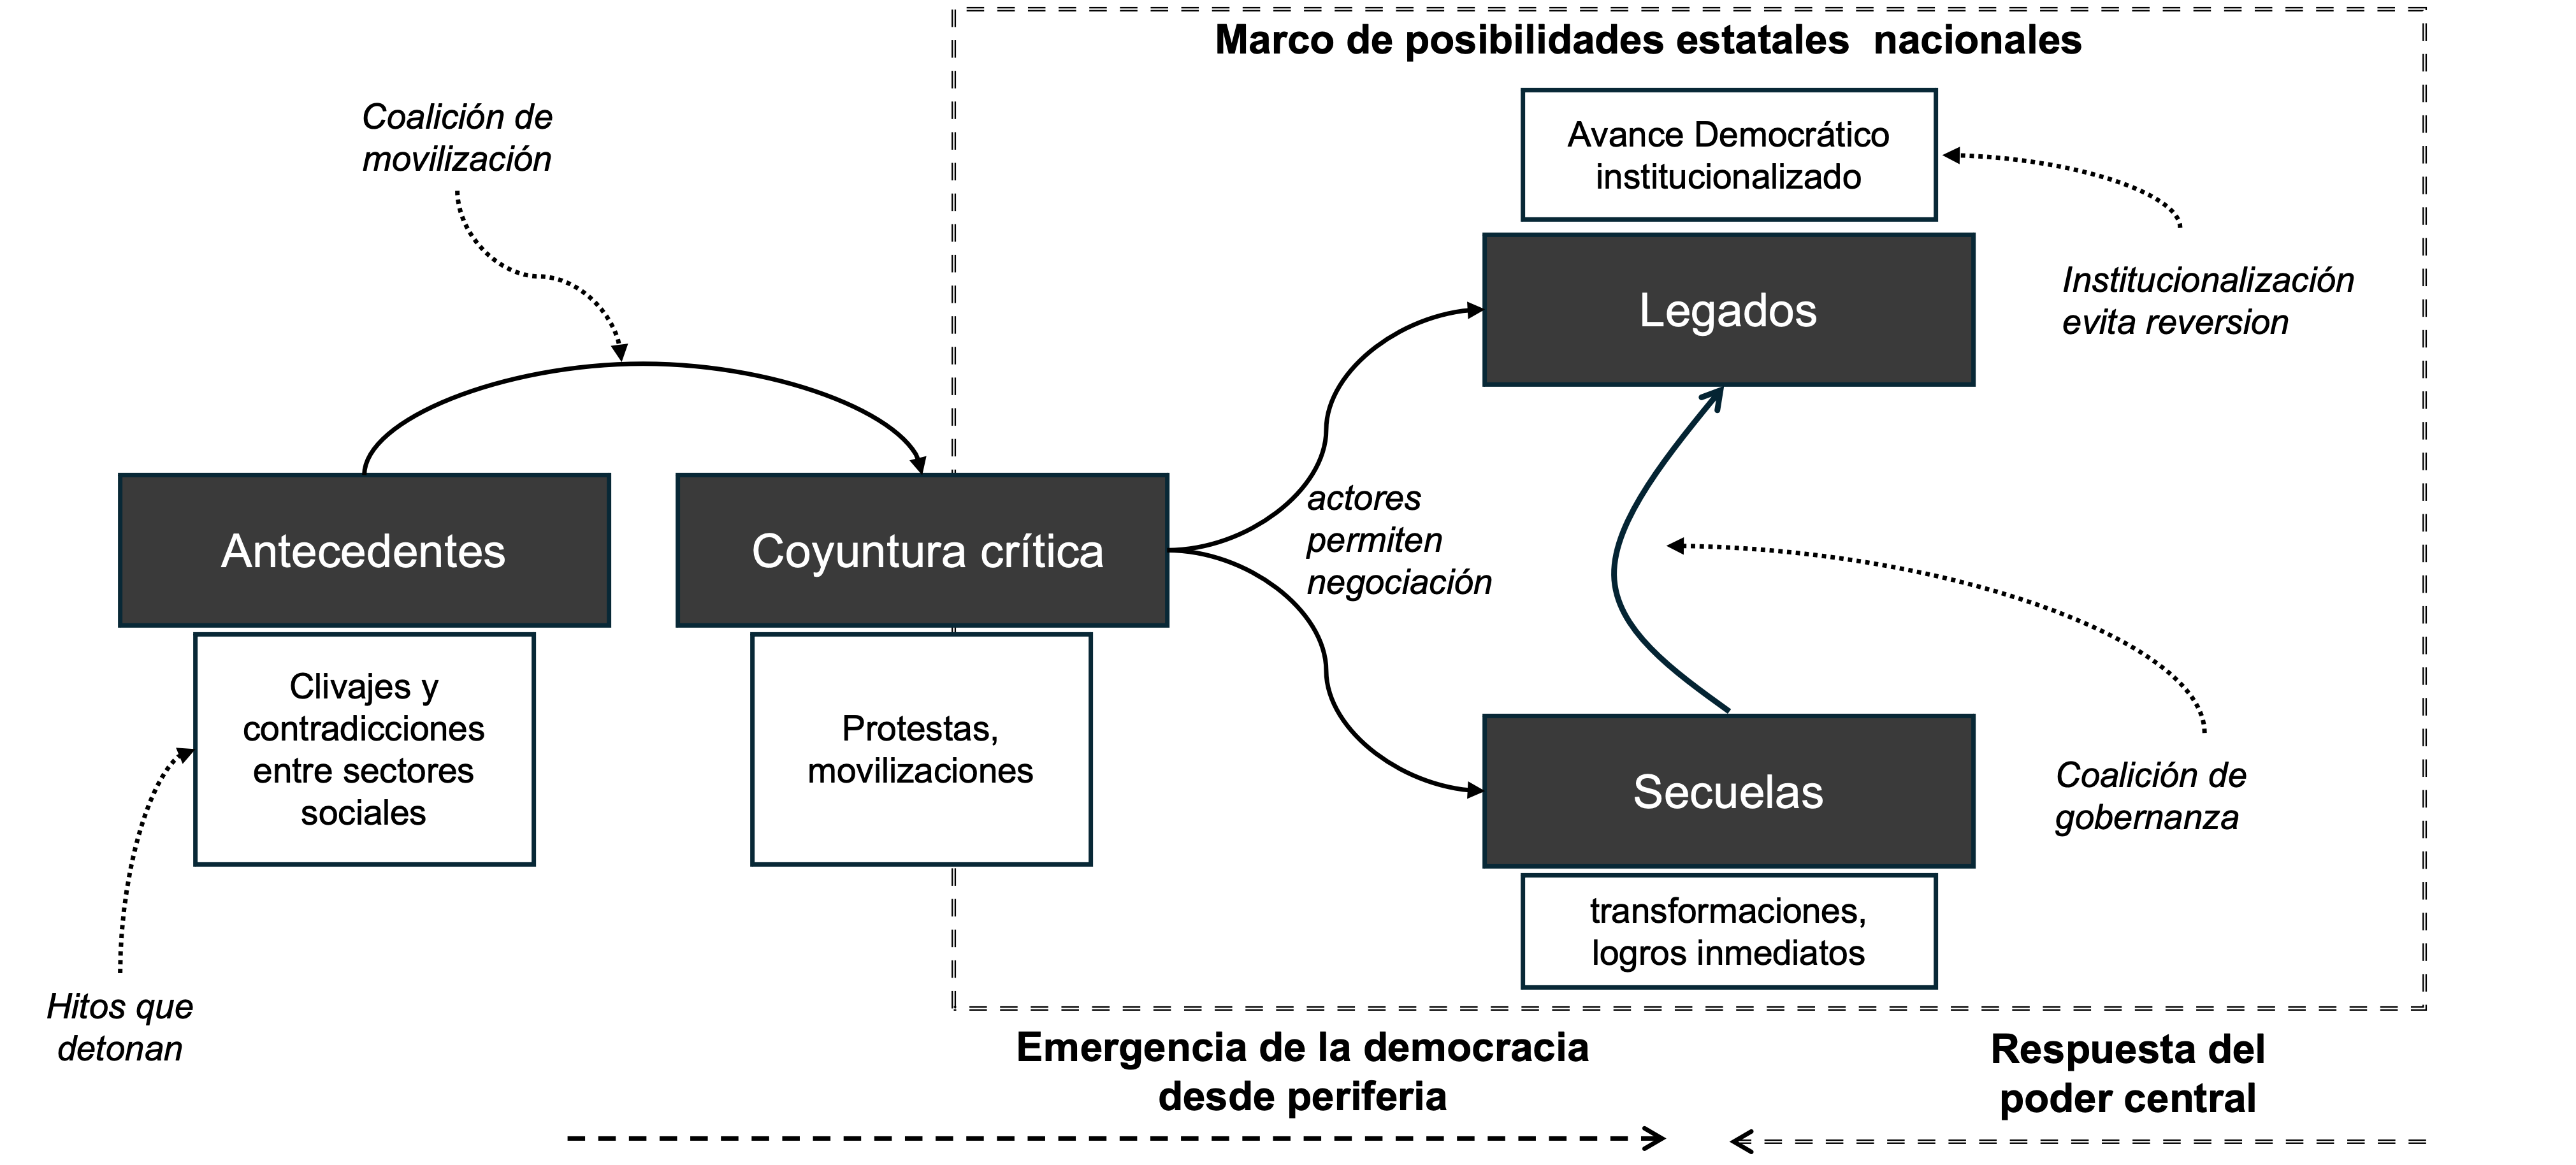 Marco de posibilidades estatales  nacionales
Coalición de
movilización
Avance Democrático
institucionalizado
Institucionalización
evita reversion
Legados
Antecedentes
Coyuntura crítica
actores
permiten
negociación
Clivajes y
contradicciones
entre sectores
sociales
Protestas,
movilizaciones
Secuelas
Coalición de
gobernanza
transformaciones,
logros inmediatos
Hitos que
detonan
Emergencia de la democracia
desde periferia
Respuesta del
poder central